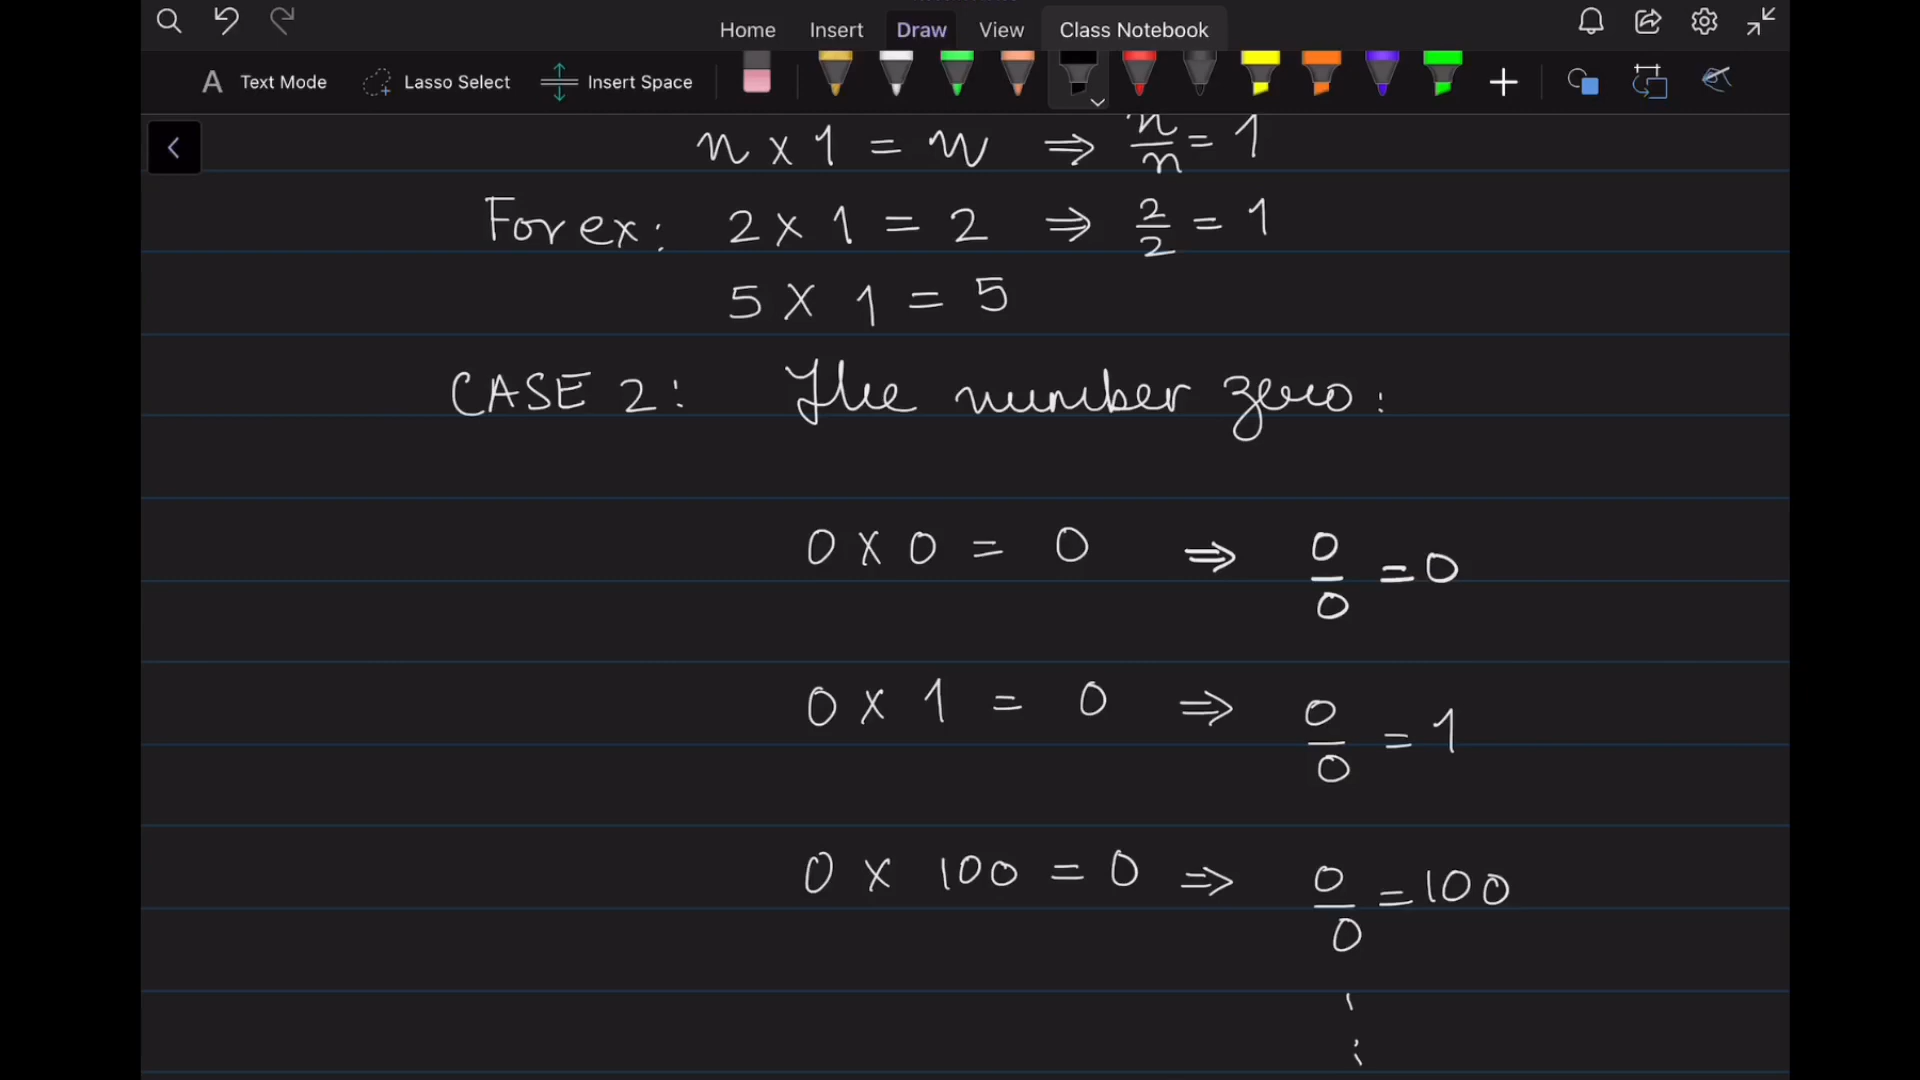 Home Insert Draw View Class Notebook
A Text Mode Lasso Select Insert Space
n x 1 = n ⇒ n/n = 1
Forex: 2 x 1 = 2 ⇒ 2/2 = 1
5 x 1 = 5
CASE 2: The number zero:
0 x 0 = 0 ⇒ 0/0 = 0
0 x 1 = 0 ⇒ 0/0 = 1
0 x 100 = 0 ⇒ 0/0 = 100